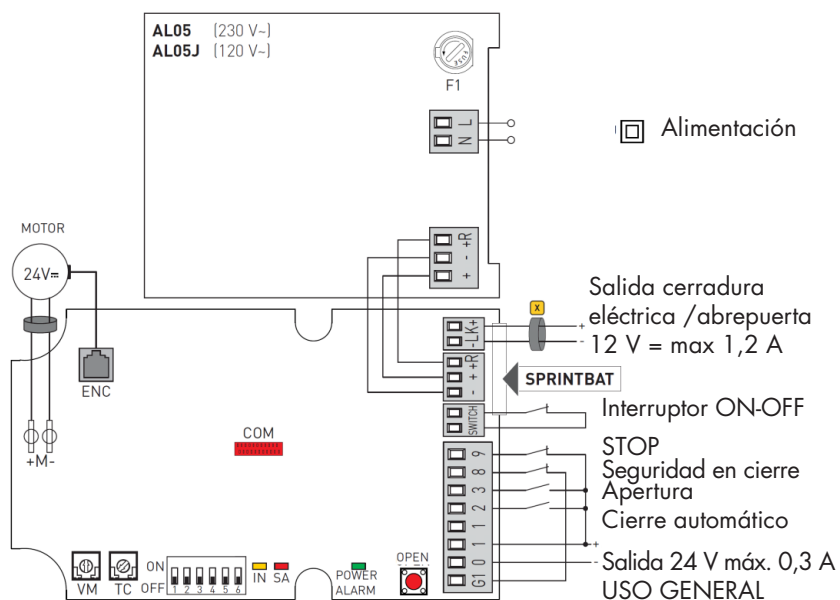 AL05 (230 V~)
AL05J (120 V~)
FUSE
F1
L
N
Alimentación
+R
-
+
MOTOR
24V⎓
ENC
+M-
COM
LK+
-
X
+
-
Salida cerradura
eléctrica /abrepuerta
12 V = max 1,2 A
+R
+
-
SPRINTBAT
SWITCH
Interruptor ON-OFF
9
STOP
8
Seguridad en cierre
3
Apertura
2
1
Cierre automático
1
+
0
-
Salida 24 V máx. 0,3 A
G1
USO GENERAL
VM
TC
ON
OFF
1 2 3 4 5 6
IN SA
POWER
ALARM
OPEN